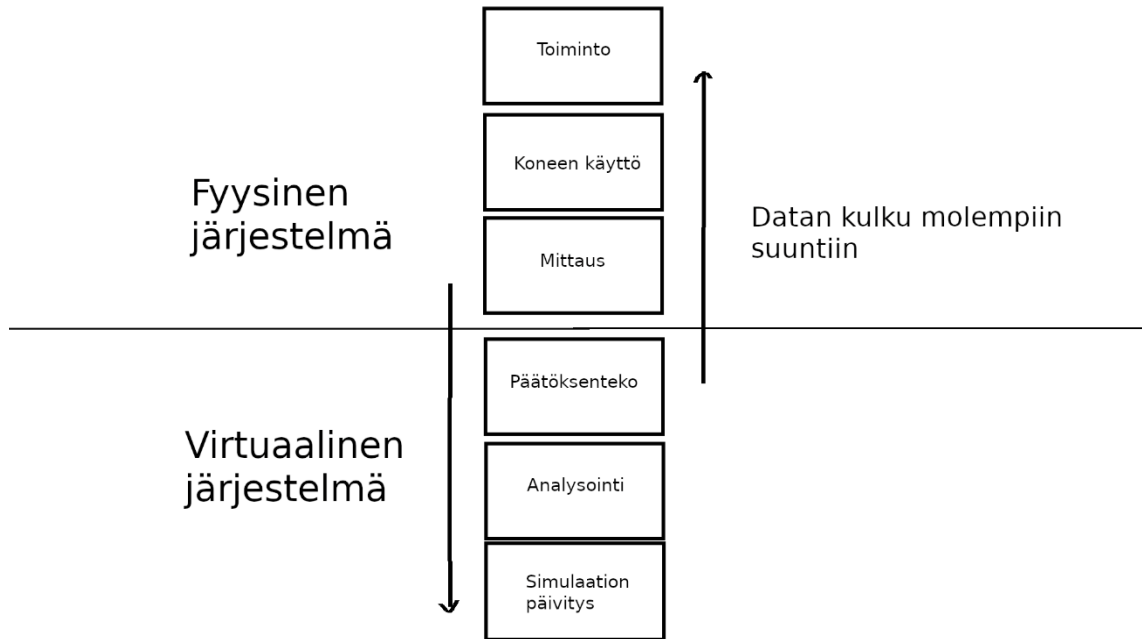 Toiminto
Koneen käyttö
Fyysinen
järjestelmä
Mittaus
Datan kulku molempiin
suuntiin
Päätöksenteko
Virtuaalinen
järjestelmä
Analysointi
Simulaation
päivitys